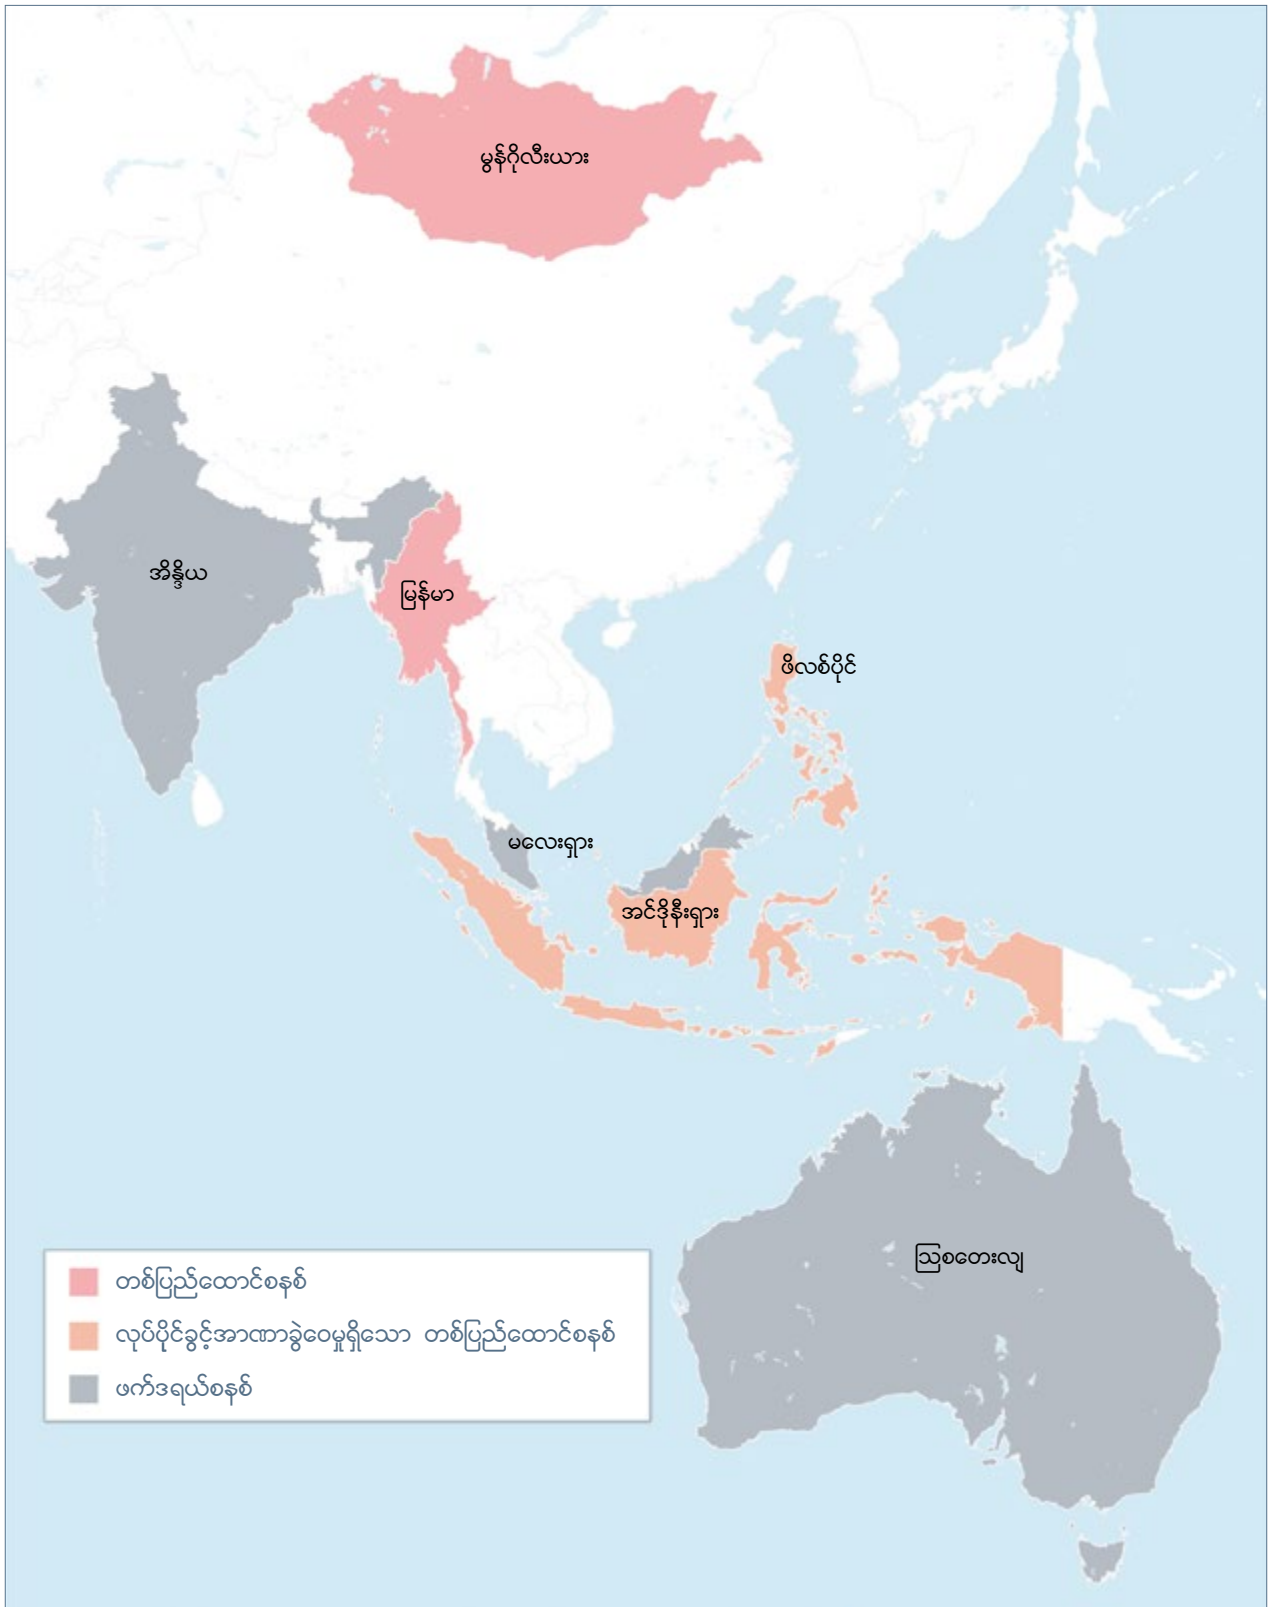 မွန်ဂိုလီးယား
အိန္ဒိယ
မြန်မာ
ဖိလစ်ပိုင်
မလေးရှား
အင်ဒိုနီးရှား
ဩစတေးလျ
တစ်ပြည်ထောင်စနစ်
လုပ်ပိုင်ခွင့်အာဏာခွဲဝေမှုရှိသော တစ်ပြည်ထောင်စနစ်
ဖက်ဒရယ်စနစ်